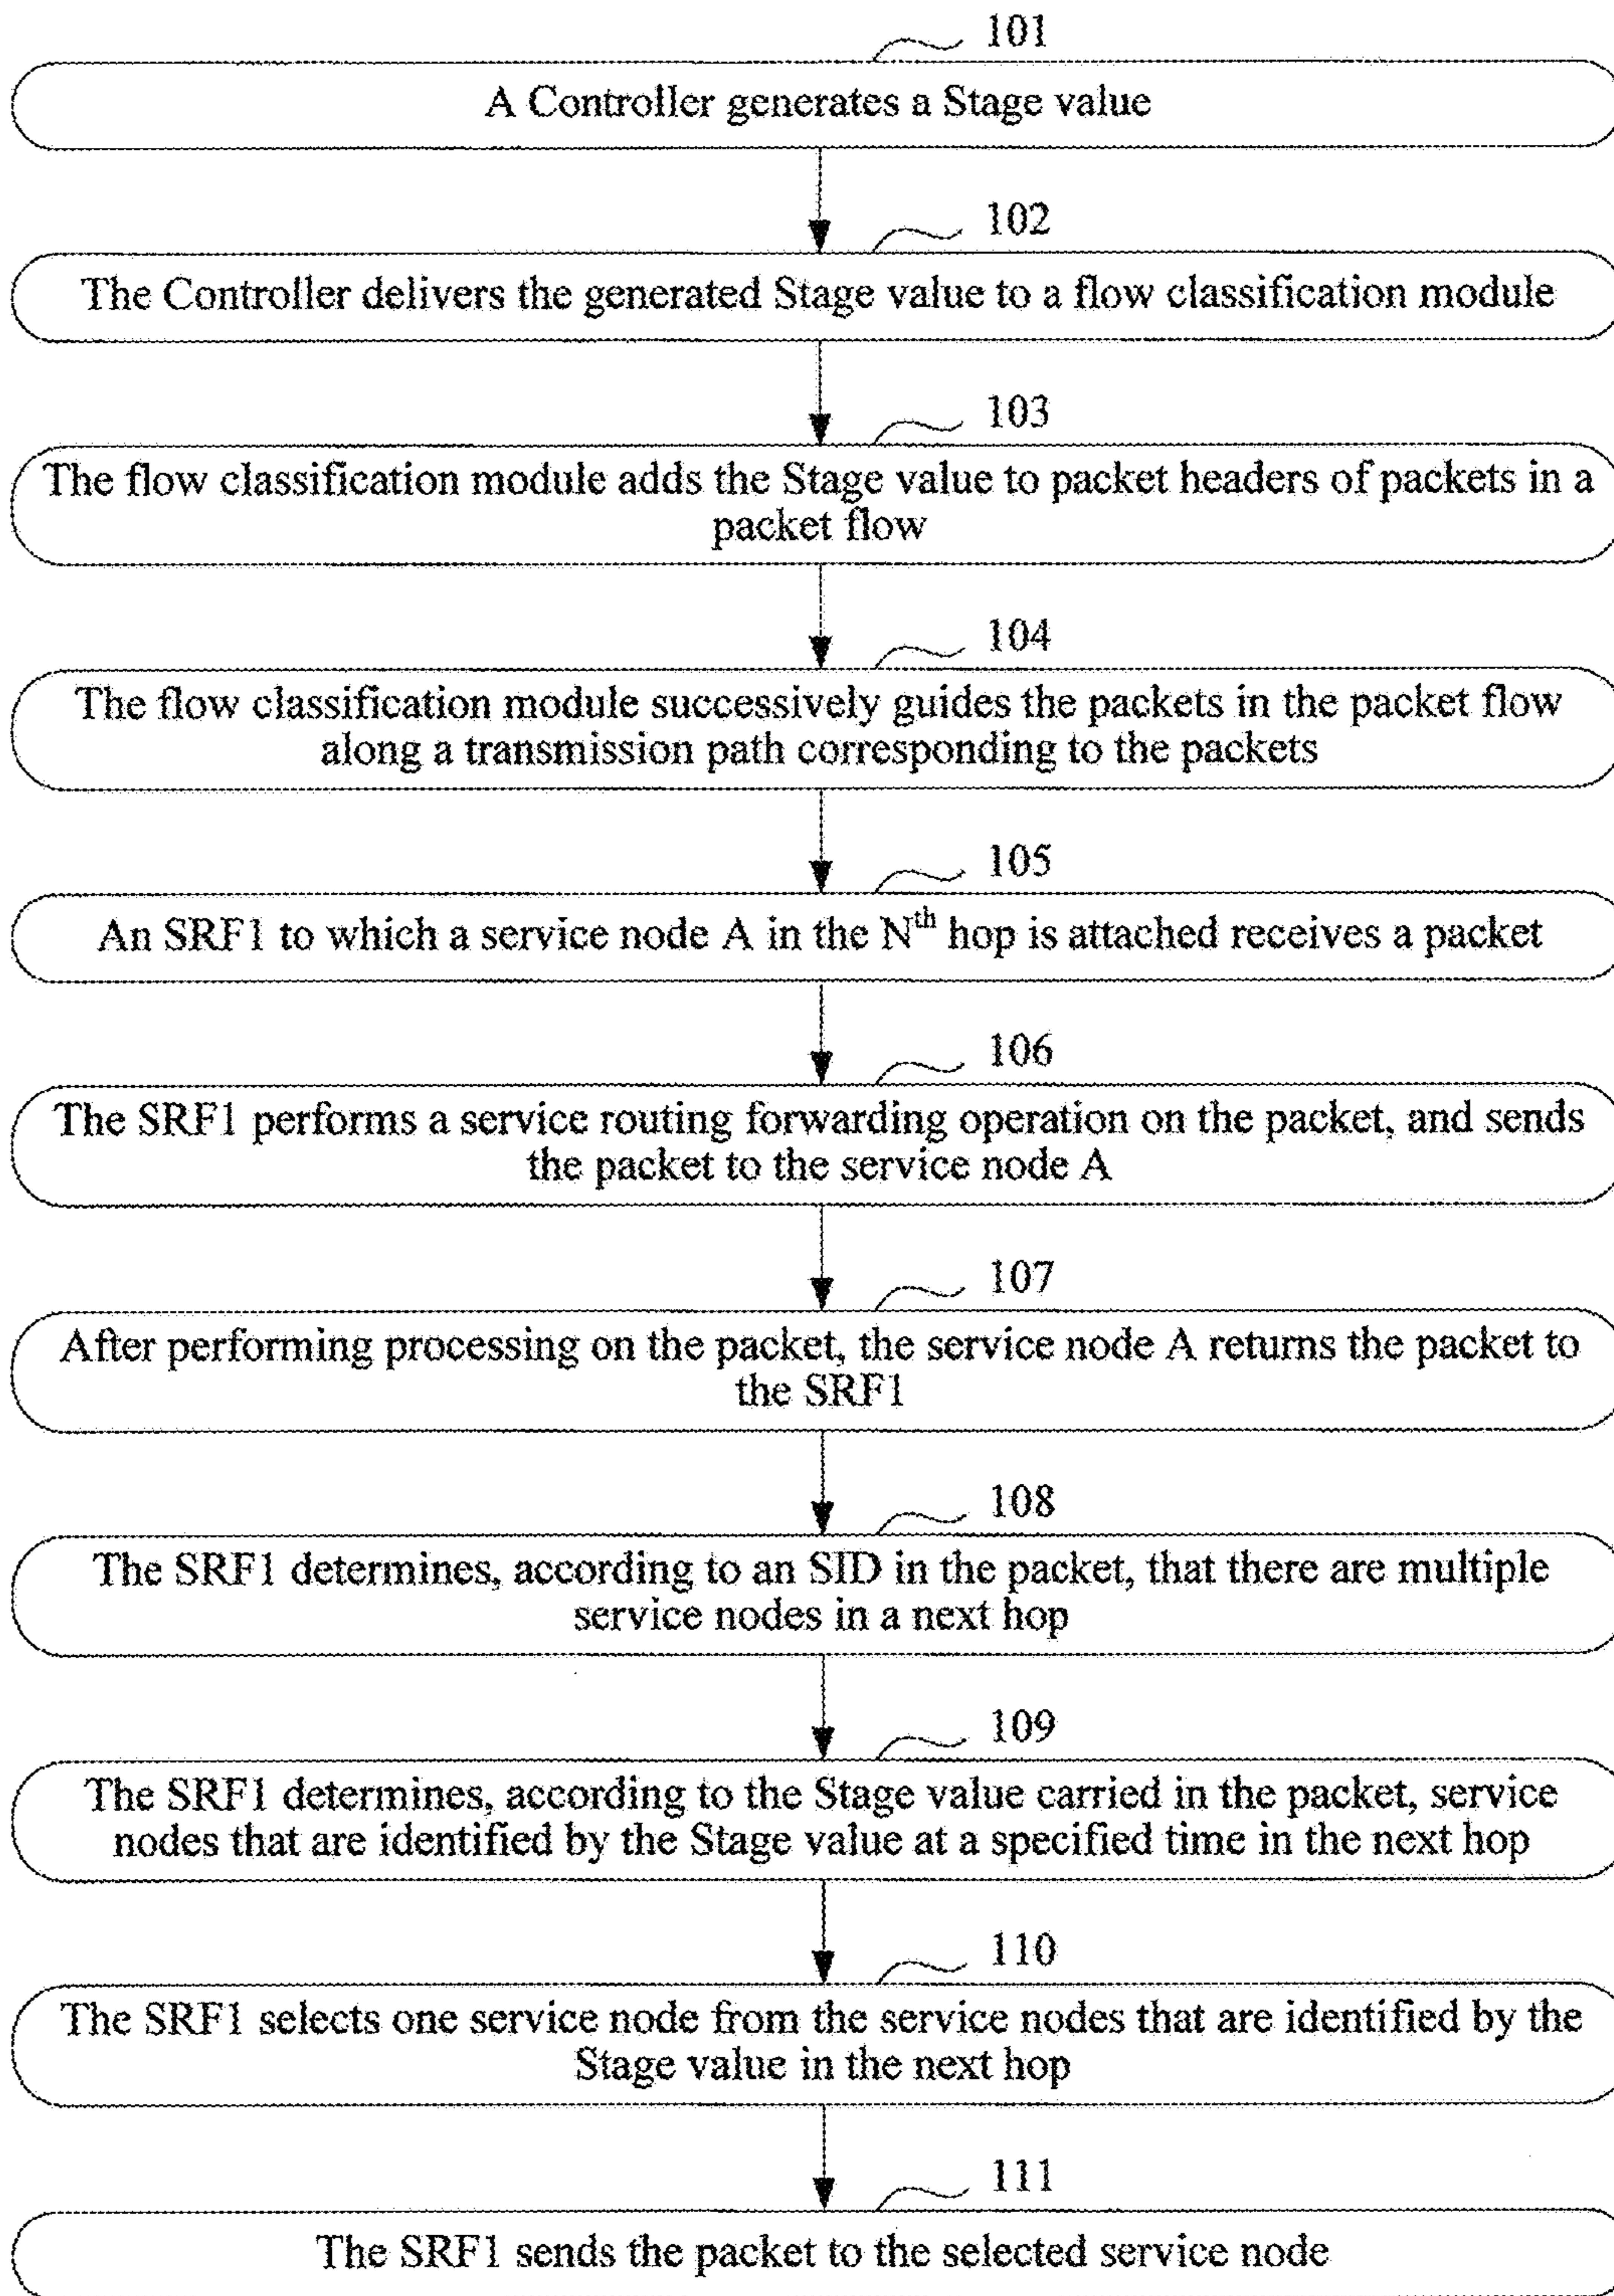 101
A Controller generates a Stage value
102
The Controller delivers the generated Stage value to a flow classification module
103
The flow classification module adds the Stage value to packet headers of packets in a
packet flow
104
The flow classification module successively guides the packets in the packet flow
along a transmission path corresponding to the packets
105
An SRF1 to which a service node A in the Nth hop is attached receives a packet
106
The SRF1 performs a service routing forwarding operation on the packet, and sends
the packet to the service node A
107
After performing processing on the packet, the service node A returns the packet to
the SRF1
108
The SRF1 determines, according to an SID in the packet, that there are multiple
service nodes in a next hop
109
The SRF1 determines, according to the Stage value carried in the packet, service
nodes that are identified by the Stage value at a specified time in the next hop
110
The SRF1 selects one service node from the service nodes that are identified by the
Stage value in the next hop
111
The SRF1 sends the packet to the selected service node